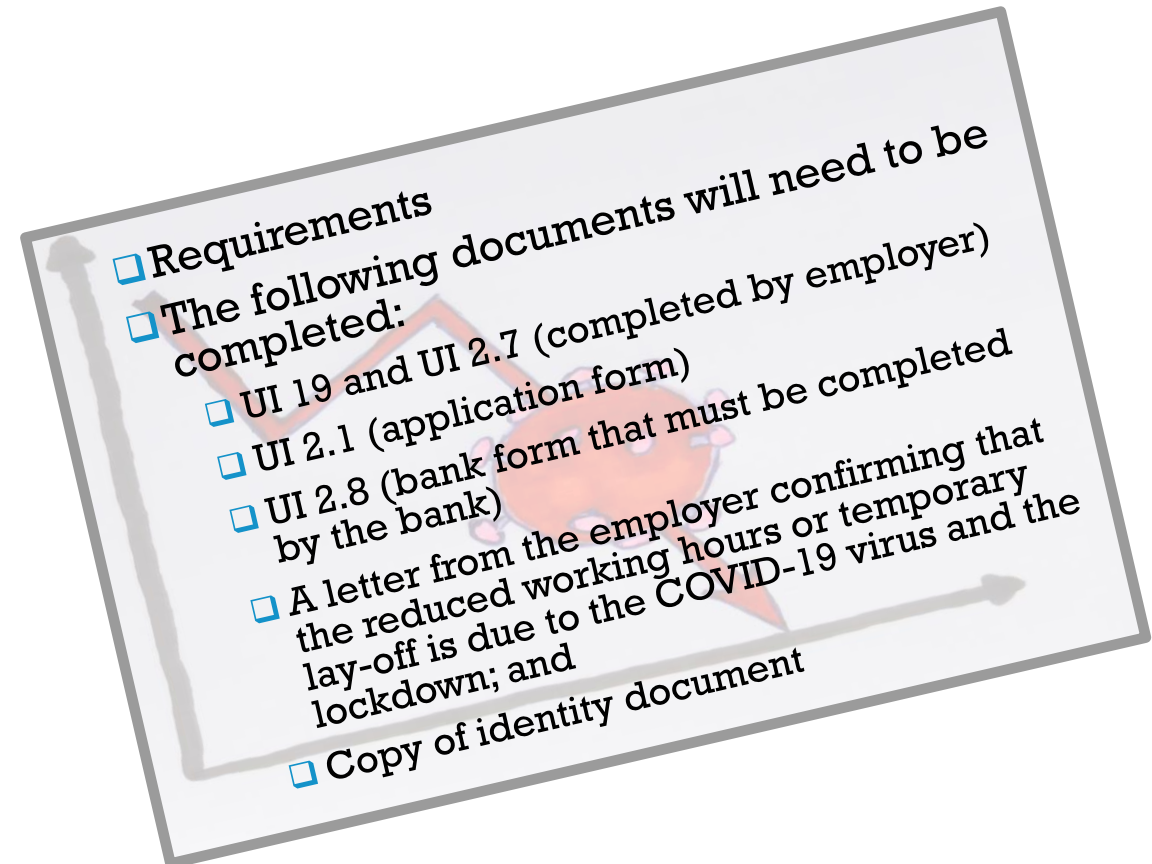 Requirements
The following documents will need to be
completed:
UI 19 and UI 2.7 (completed by employer)
UI 2.1 (application form)
UI 2.8 (bank form that must be completed
by the bank)
A letter from the employer confirming that
the reduced working hours or temporary
lay-off is due to the COVID-19 virus and the
lockdown; and
Copy of identity document